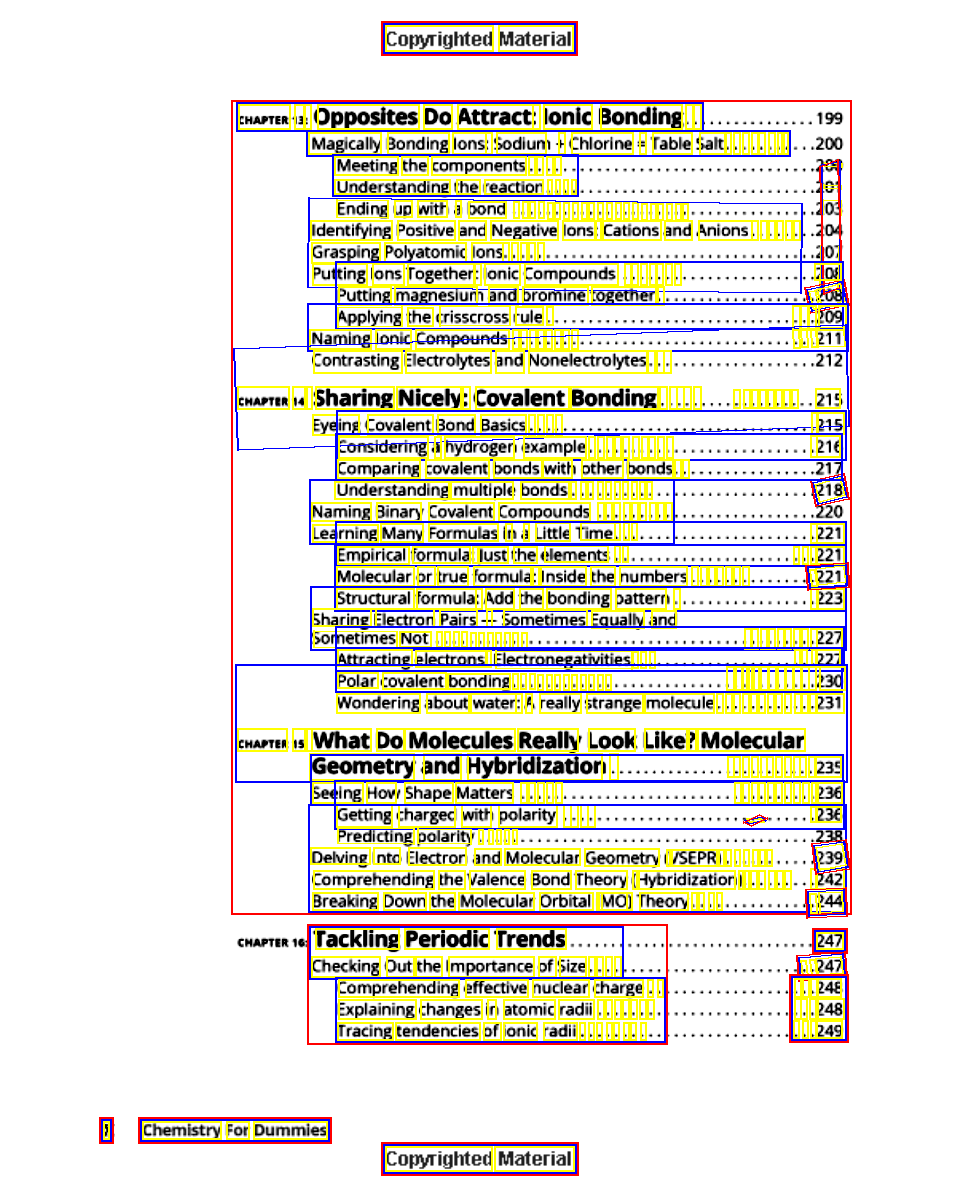 Copyrighted Material
CHAPTER 13: Opposites Do Attract: Ionic Bonding 199
Magically Bonding Ions: Sodium + Chlorine = Table Salt 200
Meeting the components
Understanding the reaction 201
Ending up with a bond 203
Identifying Positive and Negative Ions: Cations and Anions 204
Grasping Polyatomic Ions 207
Putting Ions Together: Ionic Compounds 208
Putting magnesium and bromine together 208
Applying the crisscross rule 209
Naming Ionic Compounds 211
Contrasting Electrolytes and Nonelectrolytes 212
CHAPTER 14: Sharing Nicely: Covalent Bonding 215
Eyeing Covalent Bond Basics 215
Considering a hydrogen example 216
Comparing covalent bonds with other bonds 217
Understanding multiple bonds 218
Naming Binary Covalent Compounds 220
Learning Many Formulas in a Little Time 221
Empirical formula: Just the elements 221
Molecular or true formula: Inside the numbers 221
Structural formula: Add the bonding pattern 223
Sharing Electron Pairs — Sometimes Equally and
Sometimes Not 227
Attracting electrons: Electronegativities 227
Polar covalent bonding 230
Wondering about water: A really strange molecule 231
CHAPTER 15: What Do Molecules Really Look Like? Molecular
Geometry and Hybridization 235
Seeing How Shape Matters 236
Getting charged with polarity 236
Predicting polarity 238
Delving into Electron and Molecular Geometry (VSEPR) 239
Comprehending the Valence Bond Theory (Hybridization) 242
Breaking Down the Molecular Orbital (MO) Theory 244
CHAPTER 16: Tackling Periodic Trends 247
Checking Out the Importance of Size 247
Comprehending effective nuclear charge 248
Explaining changes in atomic radii 248
Tracing tendencies of ionic radii 249
Chemistry For Dummies
Copyrighted Material